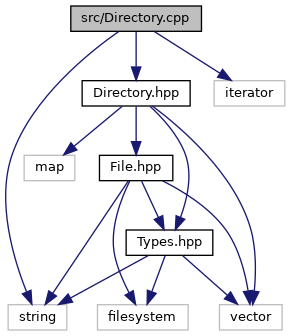 src/Directory.cpp
Directory.hpp
iterator
map
File.hpp
Types.hpp
string
filesystem
vector